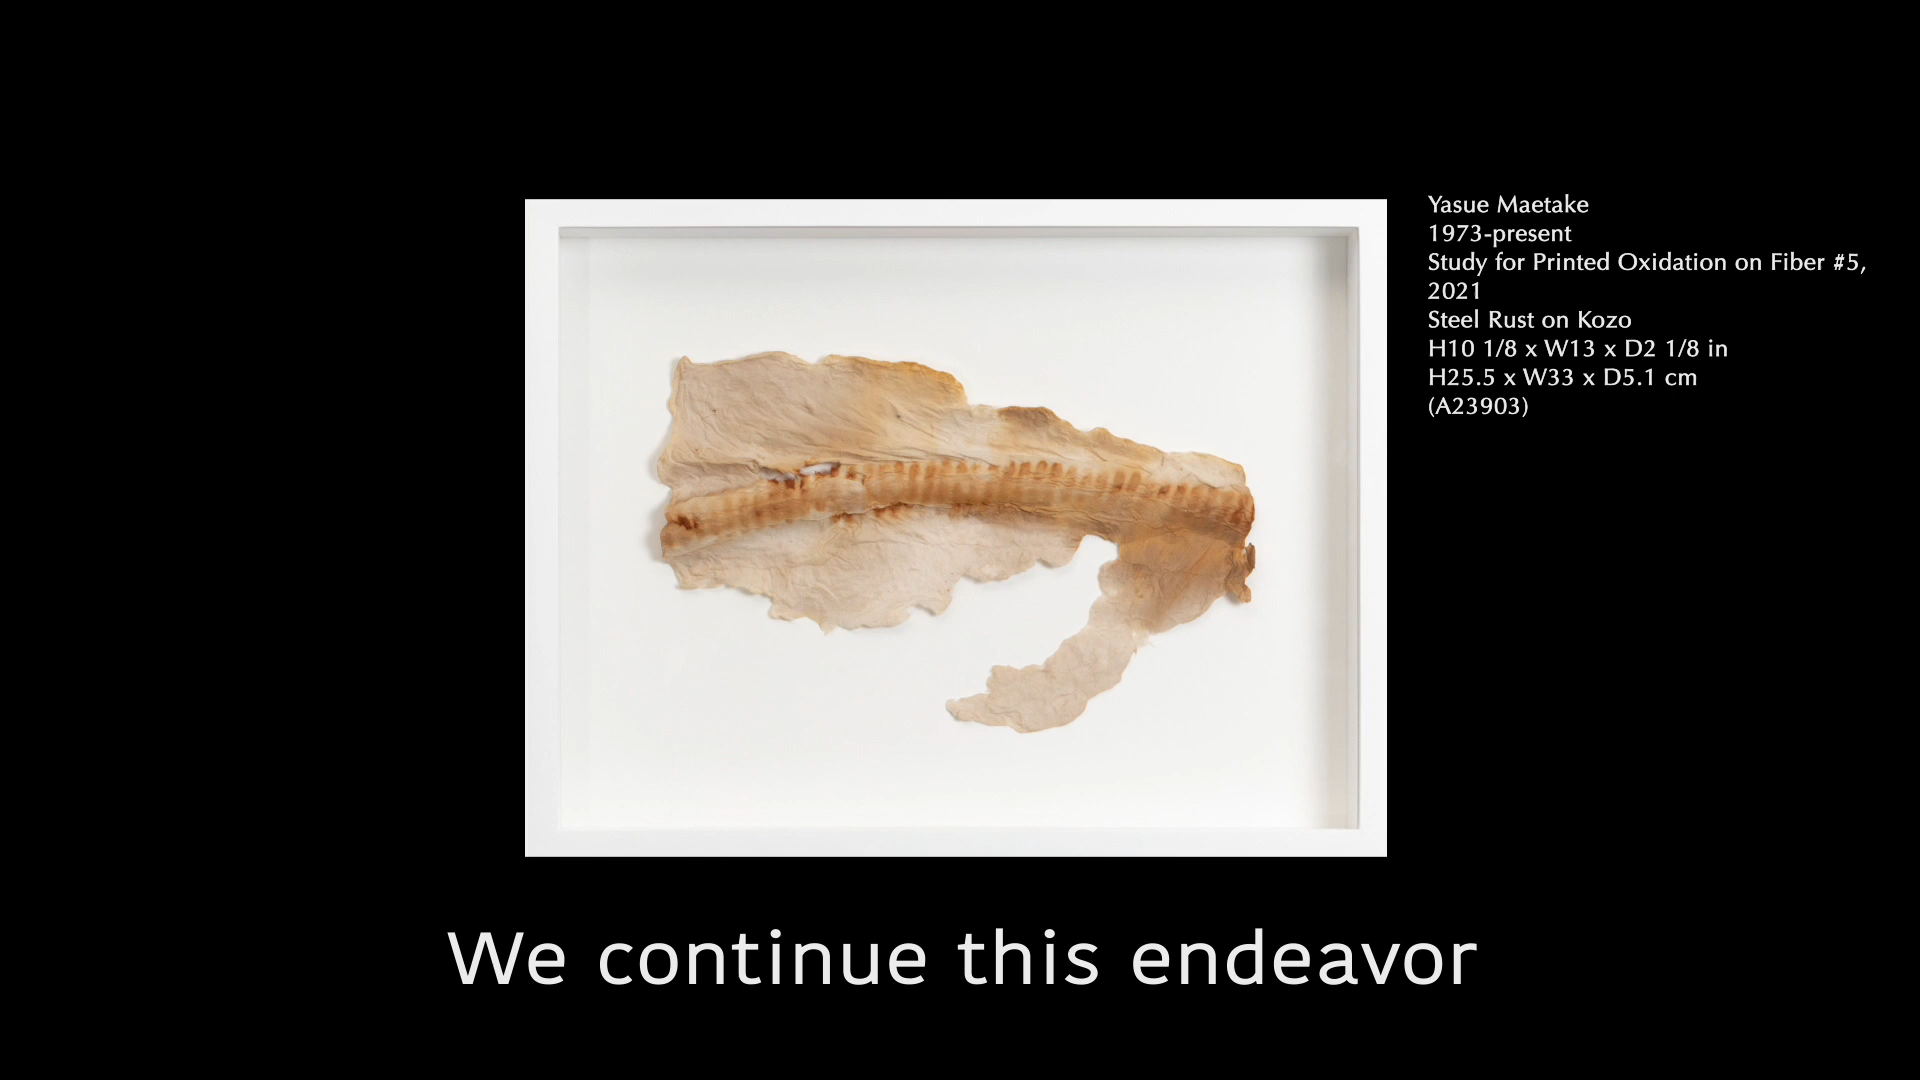 Yasue Maetake
1973-present
Study for Printed Oxidation on Fiber #5,
2021
Steel Rust on Kozo
H10 1/8 x W13 x D2 1/8 in
H25.5 x W33 x D5.1 cm
(A23903)
We continue this endeavor